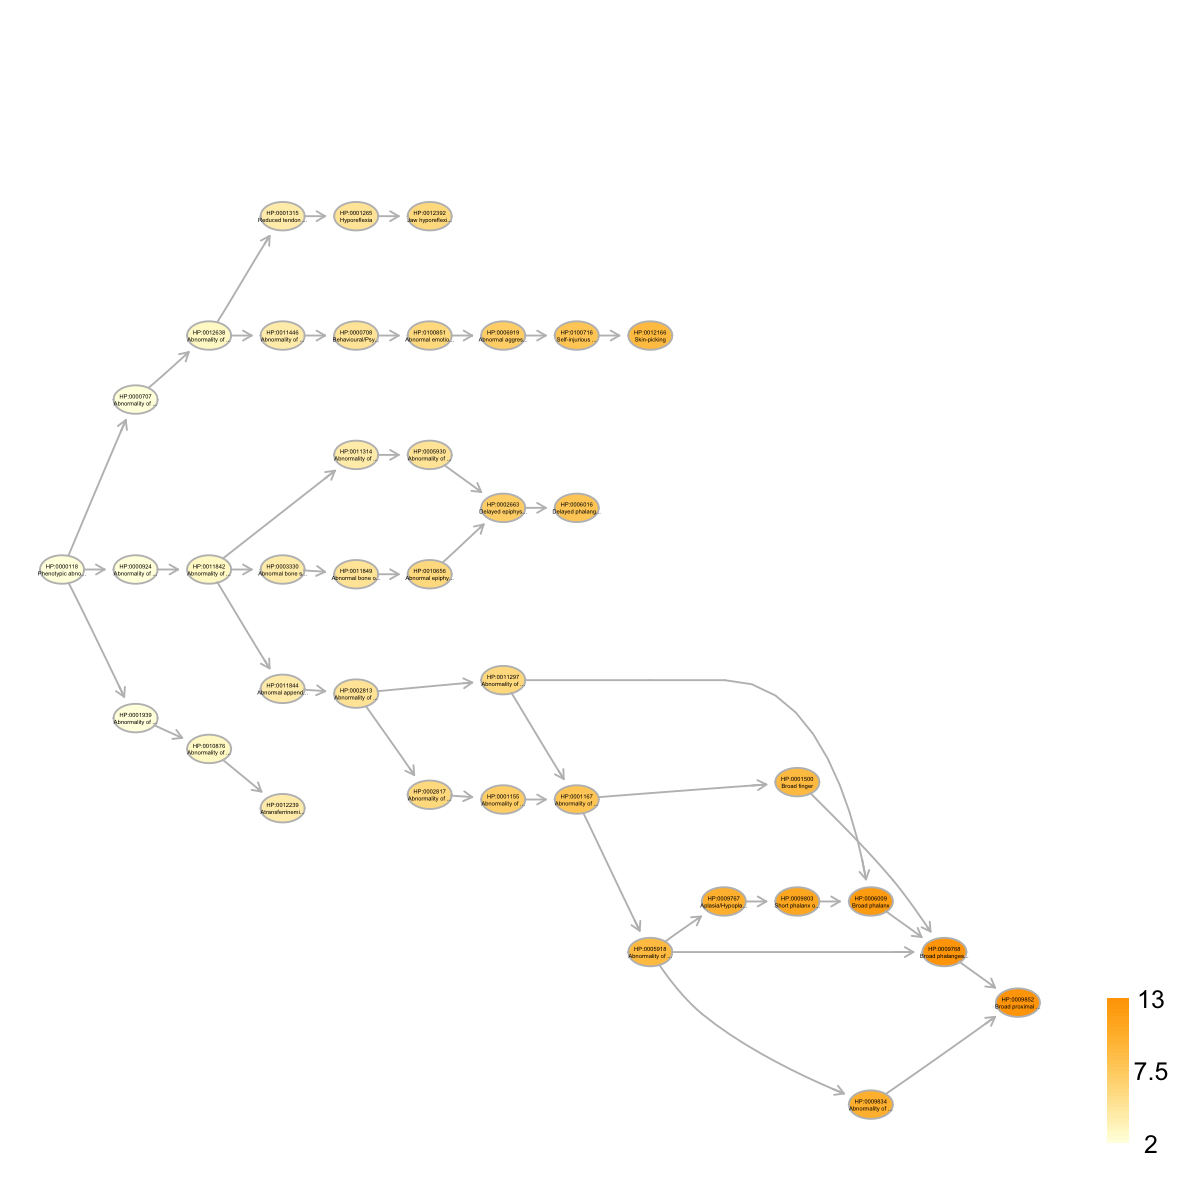 HP:0001315
Reduced tendon ...
HP:0001265
Hyporeflexia
HP:0012392
Jaw hyporeflexi...
HP:0012638
Abnormality of ...
HP:0011446
Abnormality of ...
HP:0000708
Behavioural/Psy...
HP:0100851
Abnormal emotio...
HP:0006919
Abnormal aggres...
HP:0100716
Self-injurious ...
HP:0012166
Skin-picking
HP:0000707
Abnormality of ...
HP:0011314
Abnormality of ...
HP:0005930
Abnormality of ...
HP:0002663
Delayed epiphys...
HP:0006016
Delayed phalang...
HP:0000118
Phenotypic abno...
HP:0000924
Abnormality of ...
HP:0011842
Abnormality of ...
HP:0003330
Abnormal bone s...
HP:0011849
Abnormal bone o...
HP:0010656
Abnormal epiphy...
HP:0011844
Abnormal append...
HP:0002813
Abnormality of ...
HP:0011297
Abnormality of ...
HP:0001939
Abnormality of ...
HP:0010876
Abnormality of ...
HP:0012239
Atransferrinemi...
HP:0002817
Abnormality of ...
HP:0001155
Abnormality of ...
HP:0001167
Abnormality of ...
HP:0001500
Broad finger
HP:0009767
Aplasia/Hypopla...
HP:0009803
Short phalanx o...
HP:0006009
Broad phalanx
HP:0005918
Abnormality of ...
HP:0009768
Broad phalanges...
HP:0009852
Broad proximal ...
HP:0009834
Abnormality of ...
13
7.5
2